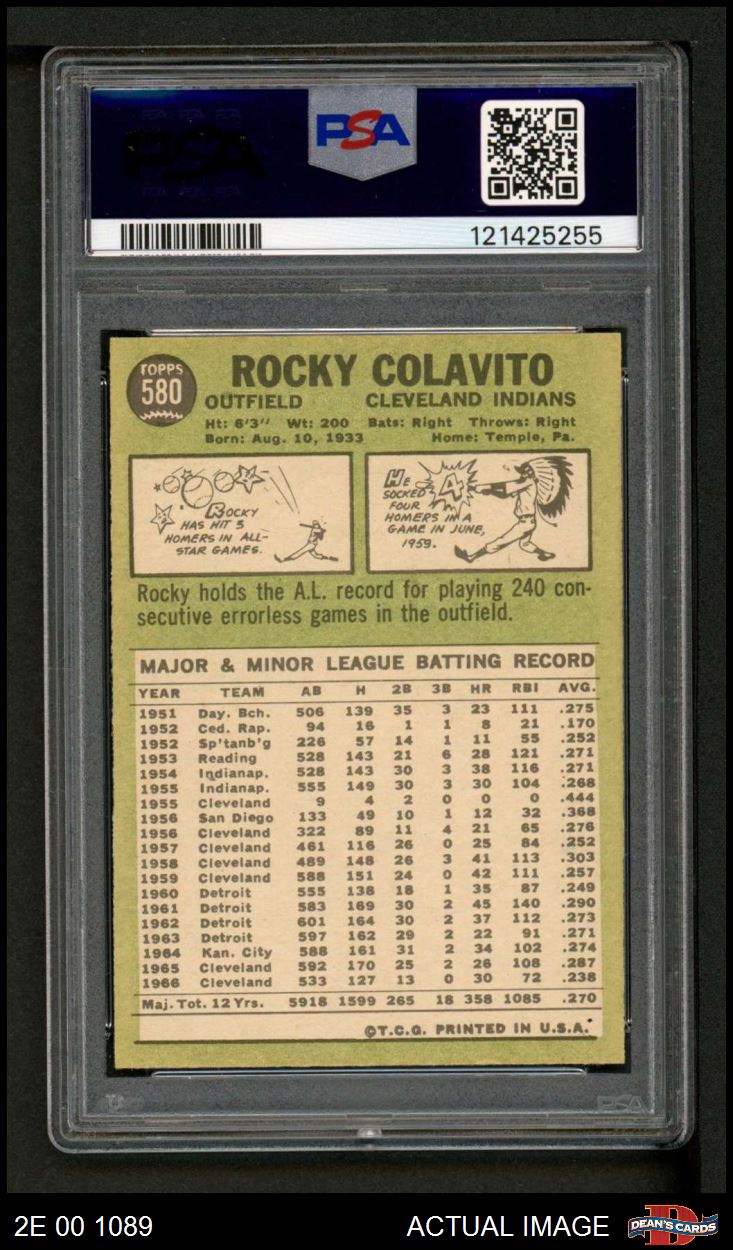 PSA
121425255
TOPPS
580
ROCKY COLAVITO
OUTFIELD CLEVELAND INDIANS
Ht: 6'3" Wt: 200 Bats: Right Throws: Right
Born: Aug. 10, 1933 Home: Temple, Pa.
ROCKY
HAS HIT 3
HOMERS IN ALL-
STAR GAMES.
HE
SOCKED 4
FOUR
HOMERS IN A
GAME IN JUNE,
1959.
Rocky holds the A.L. record for playing 240 con-
secutive errorless games in the outfield.
MAJOR & MINOR LEAGUE BATTING RECORD
YEAR TEAM AB H 2B 3B HR RBI AVG.
1951 Day. Bch. 506 139 35 3 23 111 .275
1952 Ced. Rap. 94 16 1 1 8 21 .170
1952 Sp'tanb'g 226 57 14 1 11 55 .252
1953 Reading 528 143 21 6 28 121 .271
1954 Indianap. 528 143 30 3 38 116 .271
1955 Indianap. 555 149 30 3 30 104 .268
1955 Cleveland 9 4 2 0 0 0 .444
1956 San Diego 133 49 10 1 12 32 .368
1956 Cleveland 322 89 11 4 21 65 .276
1957 Cleveland 461 116 26 0 25 84 .252
1958 Cleveland 489 148 26 3 41 113 .303
1959 Cleveland 588 151 24 0 42 111 .257
1960 Detroit 555 138 18 1 35 87 .249
1961 Detroit 583 169 30 2 45 140 .290
1962 Detroit 601 164 30 2 37 112 .273
1963 Detroit 597 162 29 2 22 91 .271
1964 Kan. City 588 161 31 2 34 102 .274
1965 Cleveland 592 170 25 2 26 108 .287
1966 Cleveland 533 127 13 0 30 72 .238
Maj. Tot. 12 Yrs. 5918 1599 265 18 358 1085 .270
©T.C.G. PRINTED IN U.S.A.
PSA
2E 00 1089 ACTUAL IMAGE DEAN'S CARDS